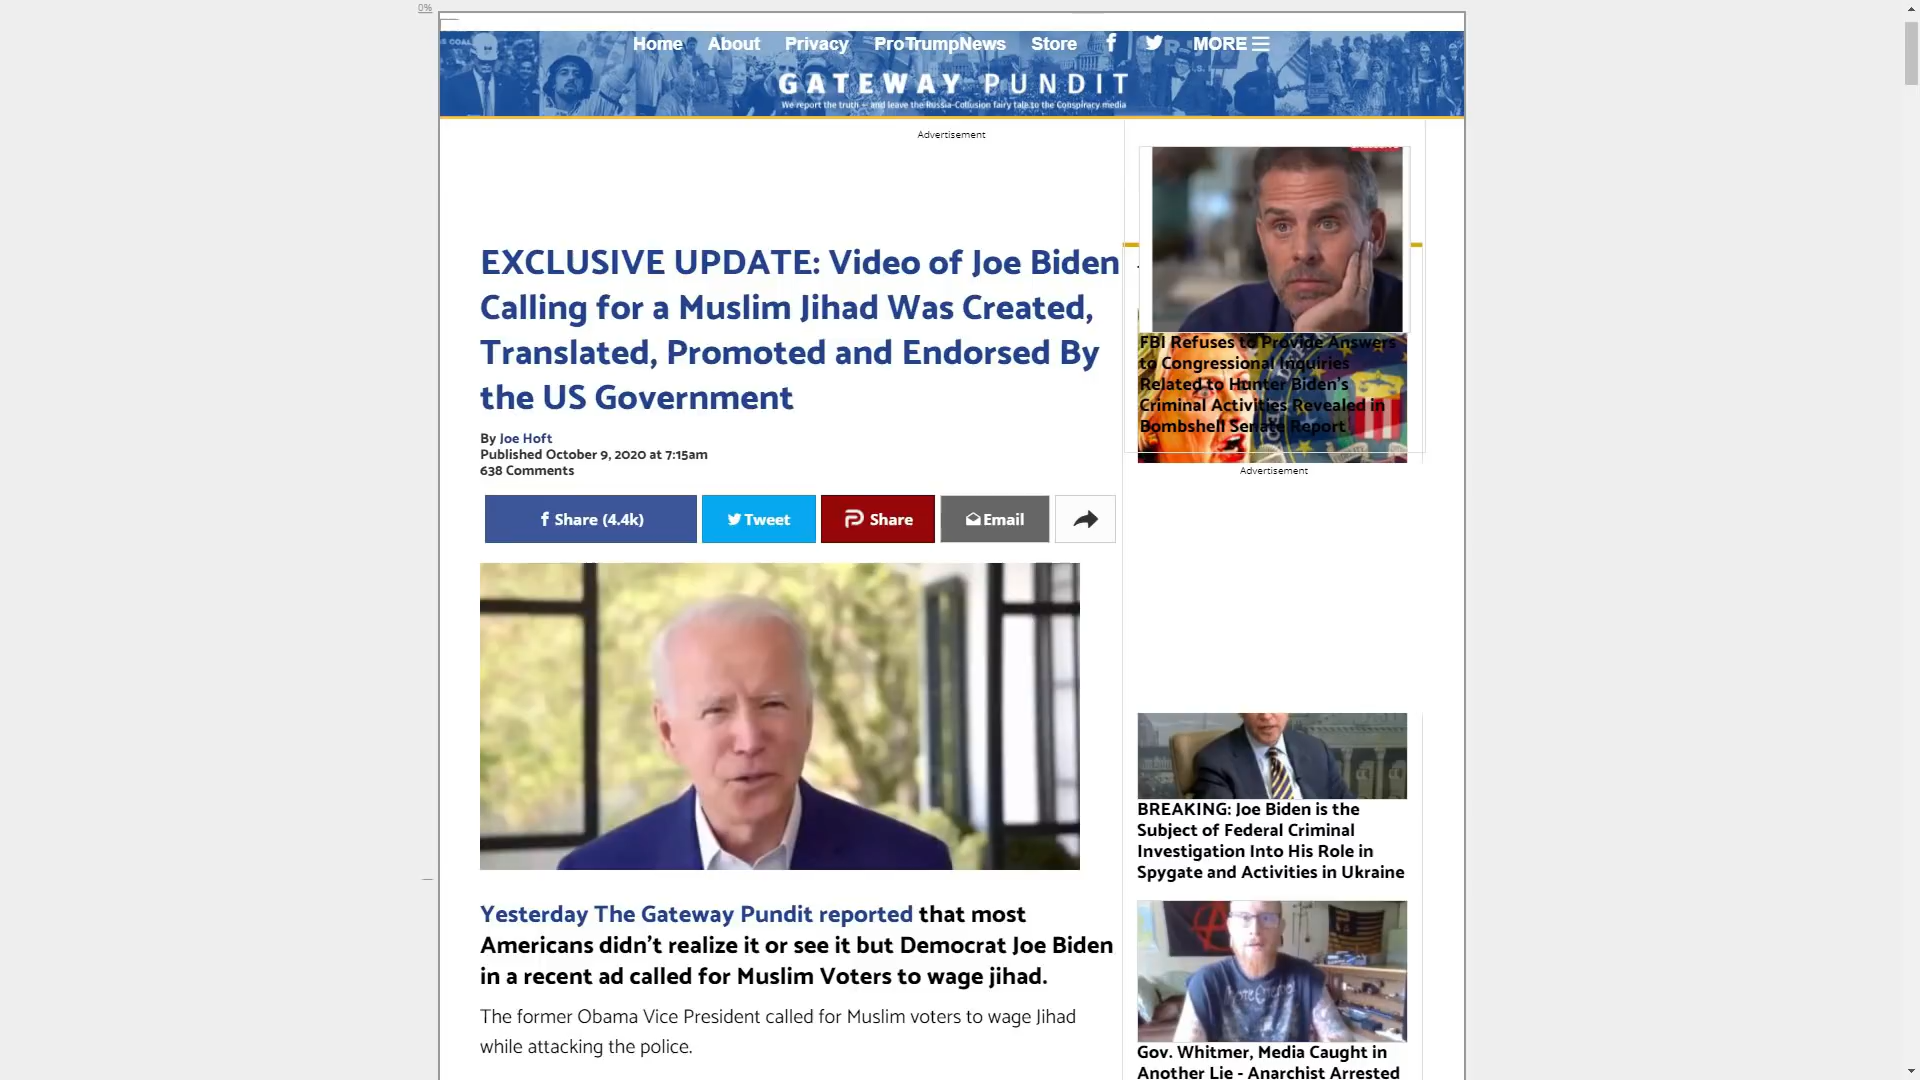 0%
Home About Privacy ProTrumpNews Store MORE
GATEWAY PUNDIT
We report the truth — and leave the Russia-Collusion fairy tale to the Conspiracy media
Advertisement
EXCLUSIVE UPDATE: Video of Joe Biden
Calling for a Muslim Jihad Was Created,
Translated, Promoted and Endorsed By
the US Government
By Joe Hoft
Published October 9, 2020 at 7:15am
638 Comments
Share (4.4k) Tweet Share Email
Yesterday The Gateway Pundit reported that most
Americans didn't realize it or see it but Democrat Joe Biden
in a recent ad called for Muslim Voters to wage jihad.
The former Obama Vice President called for Muslim voters to wage Jihad
while attacking the police.
FBI Refuses to Provide Answers
to Congressional Inquiries
Related to Hunter Biden's
Criminal Activities Revealed in
Bombshell Senate Report
Advertisement
BREAKING: Joe Biden is the
Subject of Federal Criminal
Investigation Into His Role in
Spygate and Activities in Ukraine
Gov. Whitmer, Media Caught in
Another Lie - Anarchist Arrested